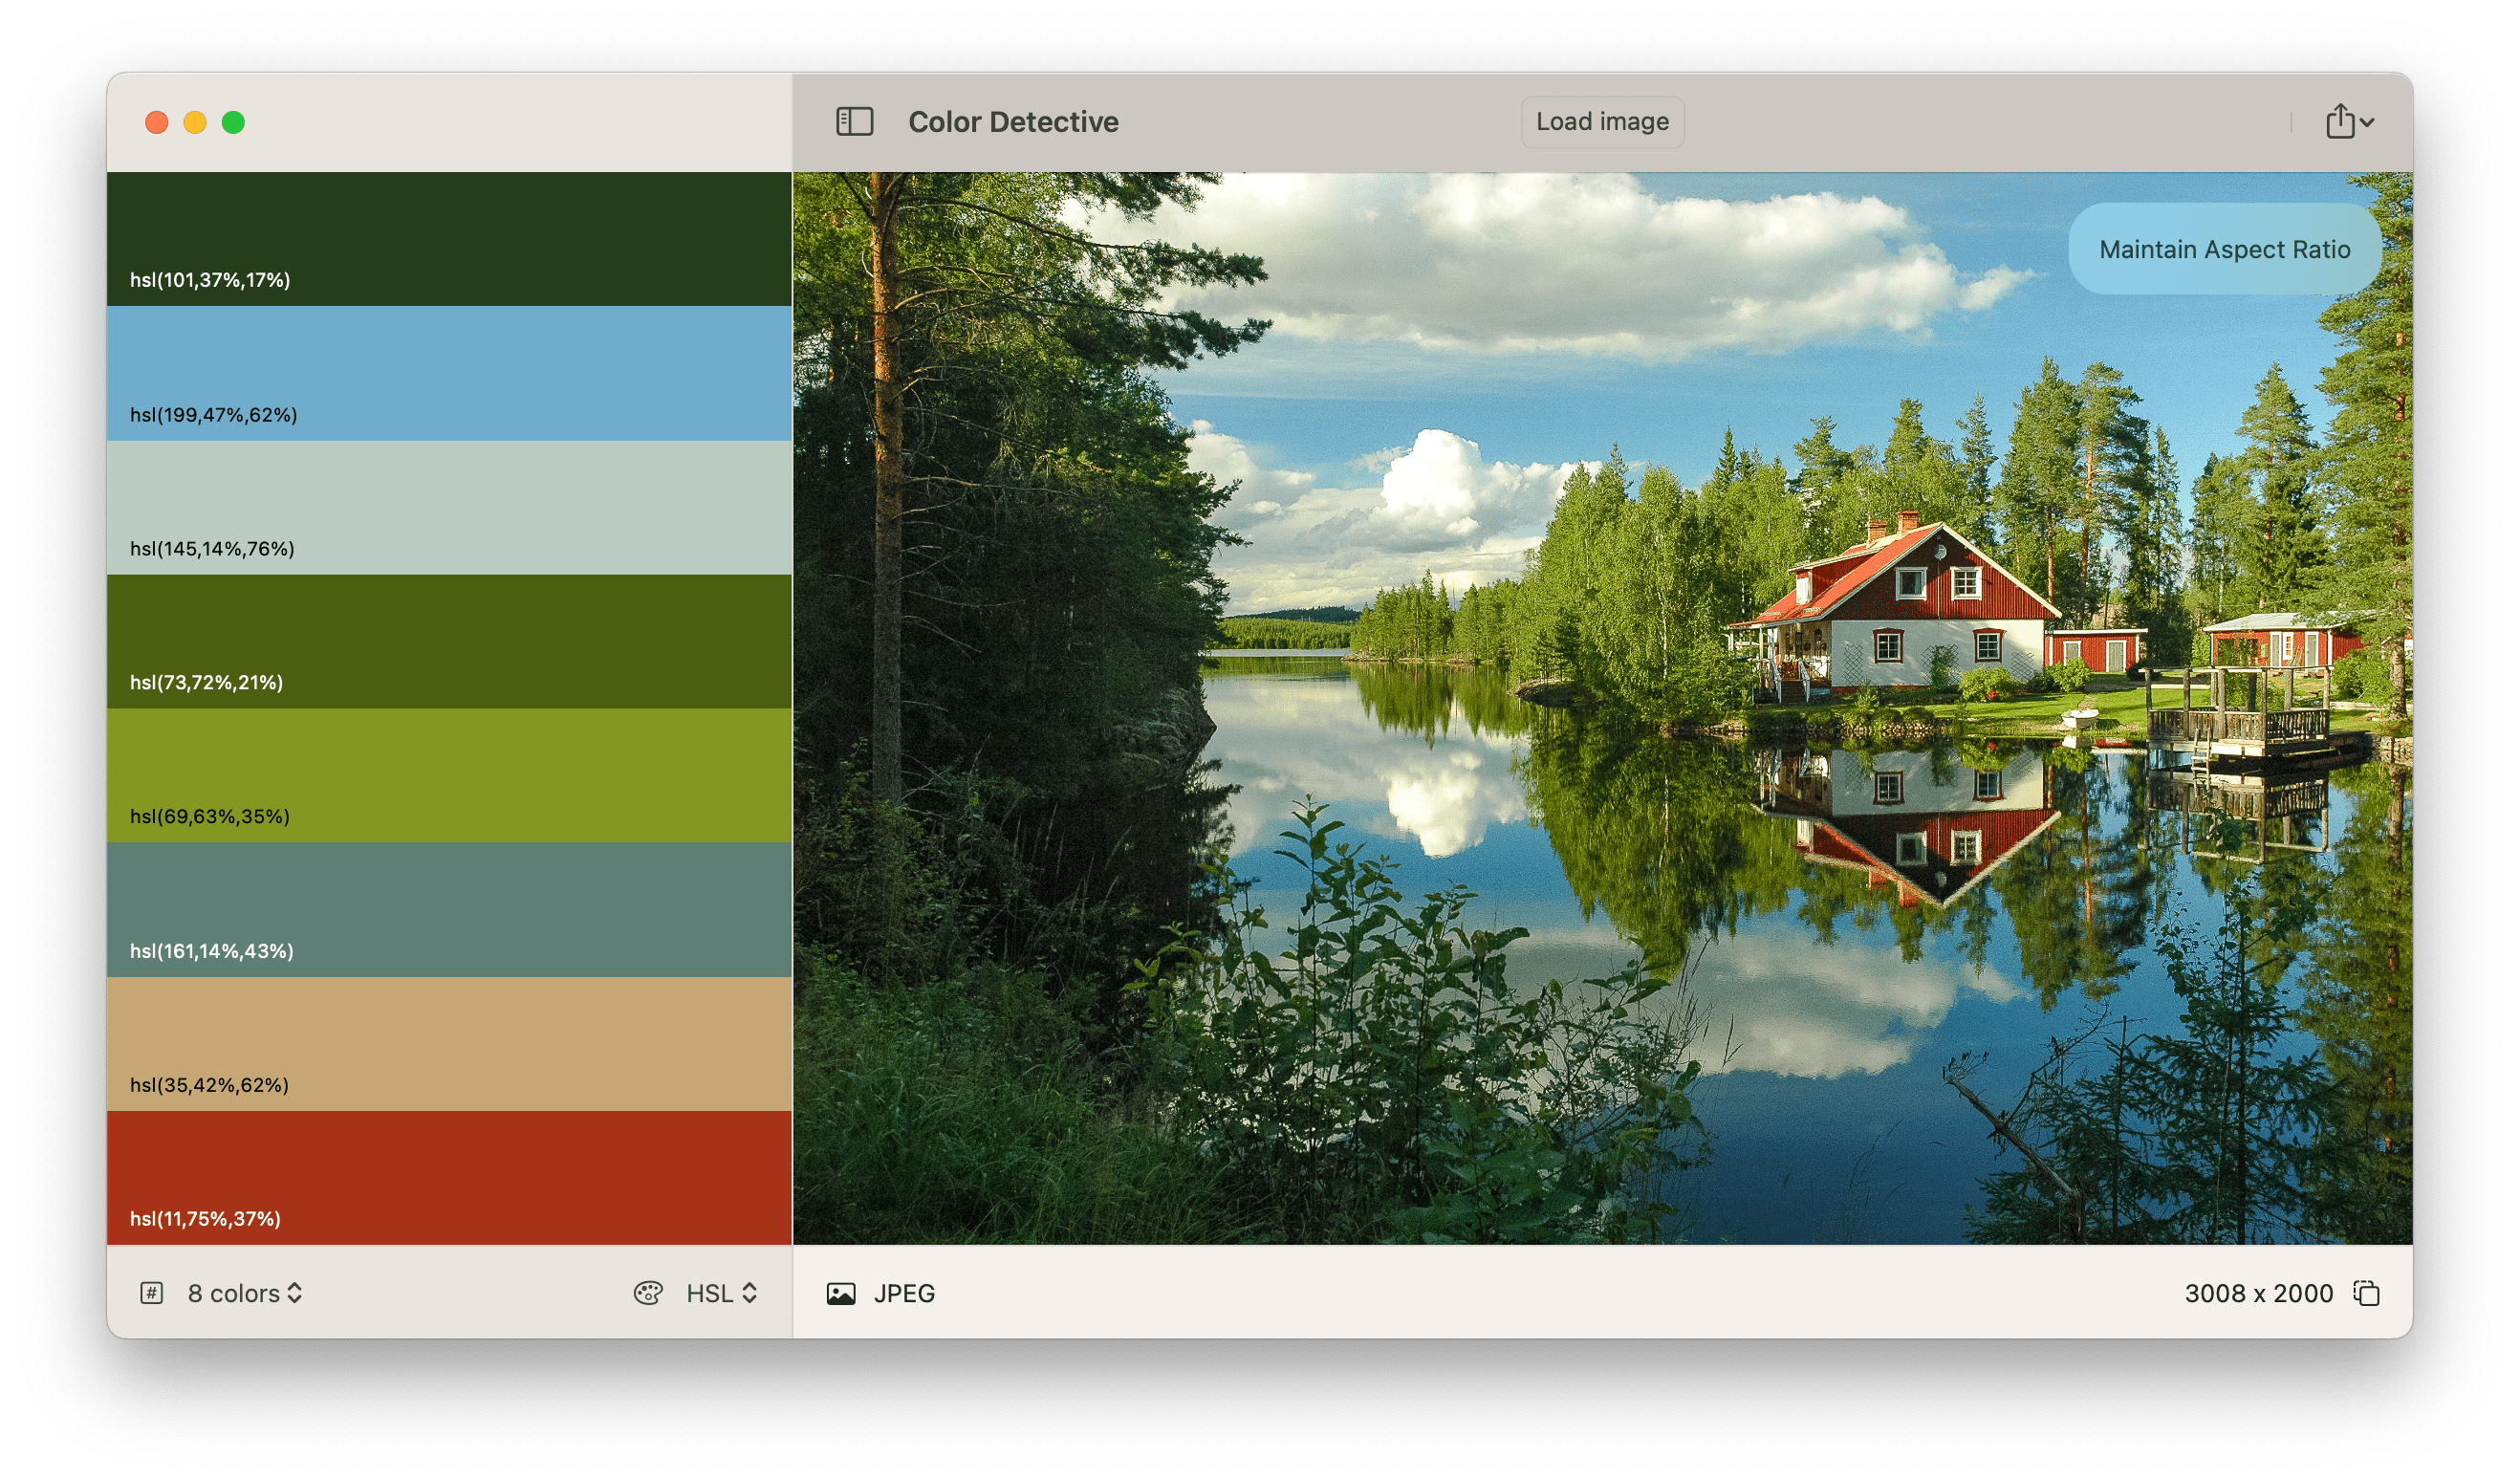 Color Detective
Load image
Maintain Aspect Ratio
hsl(101,37%,17%)
hsl(199,47%,62%)
hsl(145,14%,76%)
hsl(73,72%,21%)
hsl(69,63%,35%)
hsl(161,14%,43%)
hsl(35,42%,62%)
hsl(11,75%,37%)
# 8 colors
HSL
JPEG
3008 x 2000